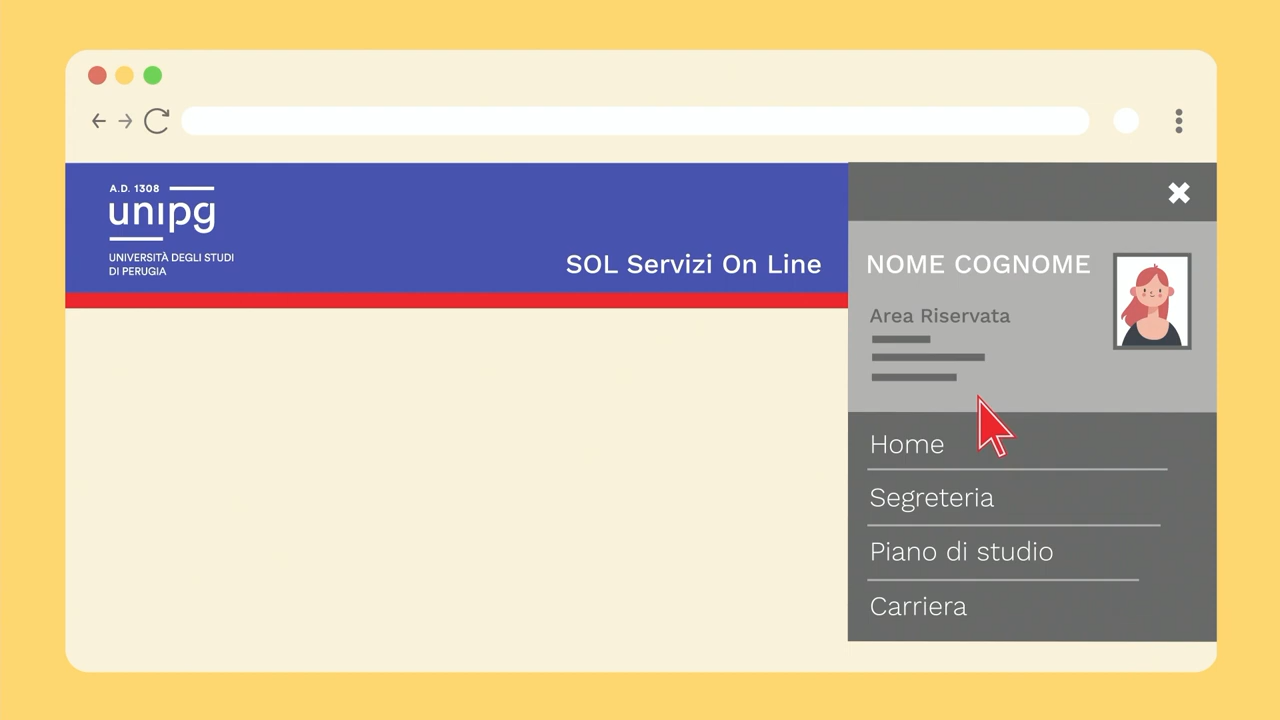 A.D. 1308
unipg
UNIVERSITÀ DEGLI STUDI
DI PERUGIA
SOL Servizi On Line
NOME COGNOME
Area Riservata
Home
Segreteria
Piano di studio
Carriera